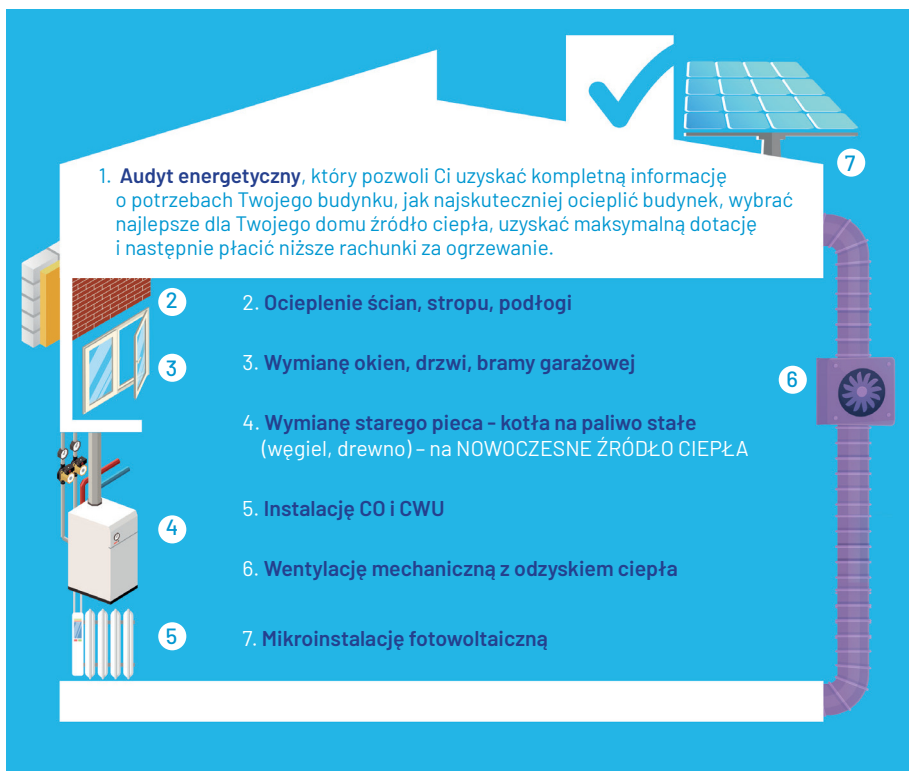 7
1. Audyt energetyczny, który pozwoli Ci uzyskać kompletną informację
o potrzebach Twojego budynku, jak najskuteczniej ocieplić budynek, wybrać
najlepsze dla Twojego domu źródło ciepła, uzyskać maksymalną dotację
i następnie płacić niższe rachunki za ogrzewanie.
2
2. Ocieplenie ścian, stropu, podłogi
3
3. Wymianę okien, drzwi, bramy garażowej
6
4. Wymianę starego pieca - kotła na paliwo stałe
(węgiel, drewno) – na NOWOCZESNE ŹRÓDŁO CIEPŁA
4
5. Instalację CO i CWU
6. Wentylację mechaniczną z odzyskiem ciepła
5
7. Mikroinstalację fotowoltaiczną